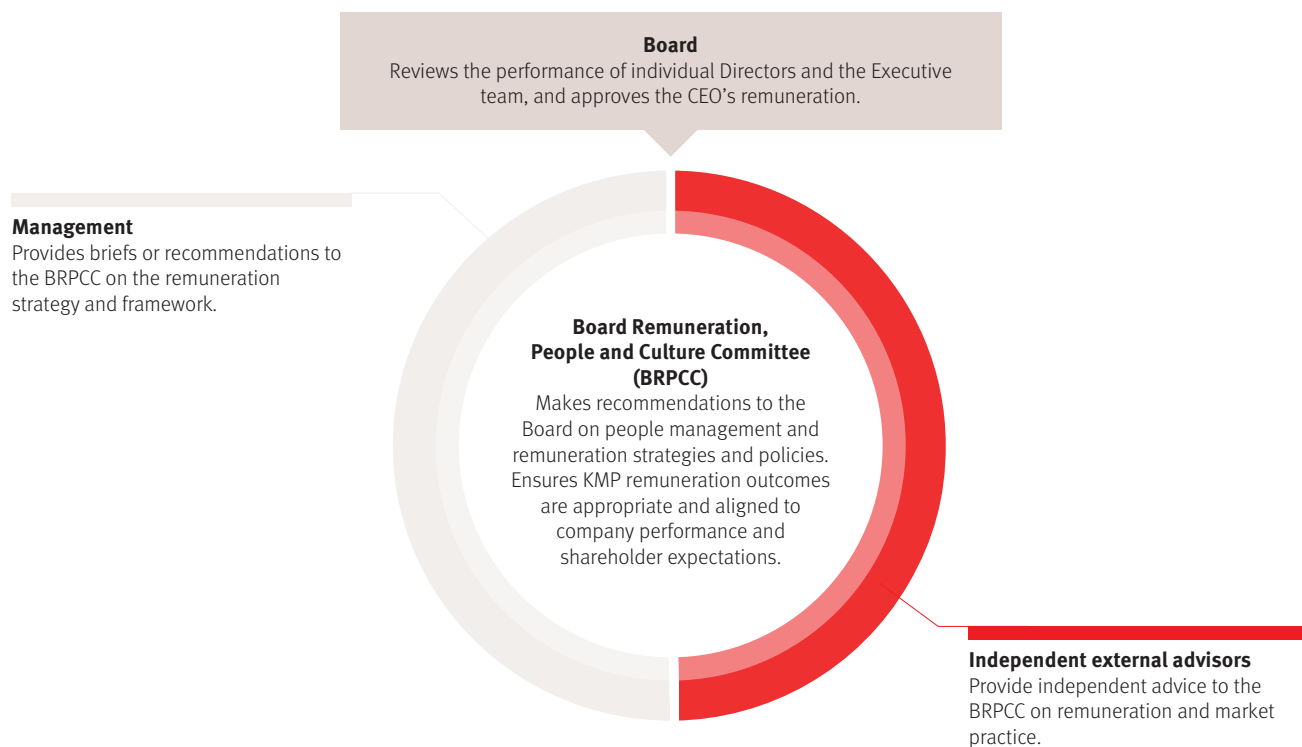 Board
Reviews the performance of individual Directors and the Executive
team, and approves the CEO’s remuneration.
Management
Provides briefs or recommendations to
the BRPCC on the remuneration
strategy and framework.
Board Remuneration,
People and Culture Committee
(BRPCC)
Makes recommendations to the
Board on people management and
remuneration strategies and policies.
Ensures KMP remuneration outcomes
are appropriate and aligned to
company performance and
shareholder expectations.
Independent external advisors
Provide independent advice to the
BRPCC on remuneration and market
practice.